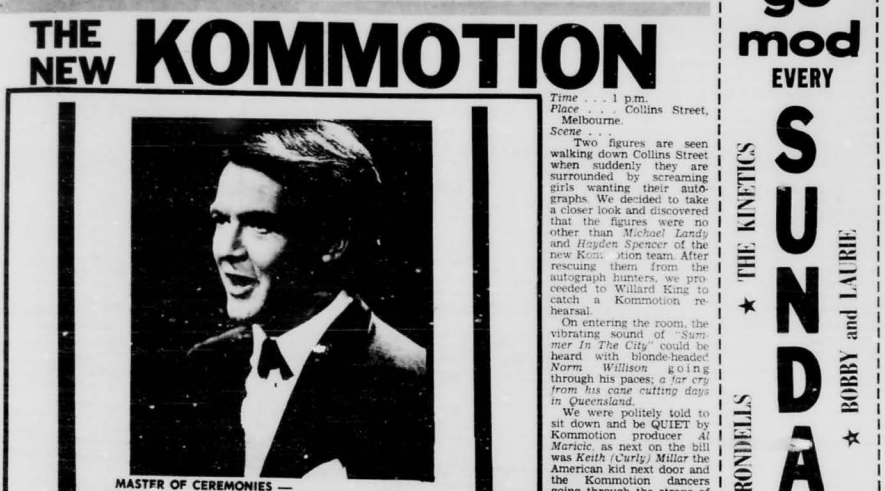 THE
NEW KOMMOTION
MASTER OF CEREMONIES —
Time . . . 1 p.m.
Place . . . Collins Street,
Melbourne.
Scene . . .
Two figures are seen
walking down Collins Street
when suddenly they are
surrounded by screaming
girls wanting their auto-
graphs. We decided to take
a closer look and discovered
that the figures were no
other than Michael Landy
and Hayden Spencer of the
new Kom otion team. After
rescuing them from the
autograph hunters, we pro-
ceeded to Willard King to
catch a Kommotion re-
hearsal.
On entering the room, the
vibrating sound of "Sum-
mer In The City" could be
heard with blonde-headed
Norm Willison going
through his paces; a far cry
from his cane cutting days
in Queensland.
We were politely told to
sit down and be QUIET by
Kommotion producer Al
Maricic, as next on the bill
was Keith (Curly) Millar the
American kid next door and
the Kommotion dancers
going through the
go
mod
EVERY
SUNDA
★ THE KINETICS
RONDELLS
★ BOBBY and LAURIE